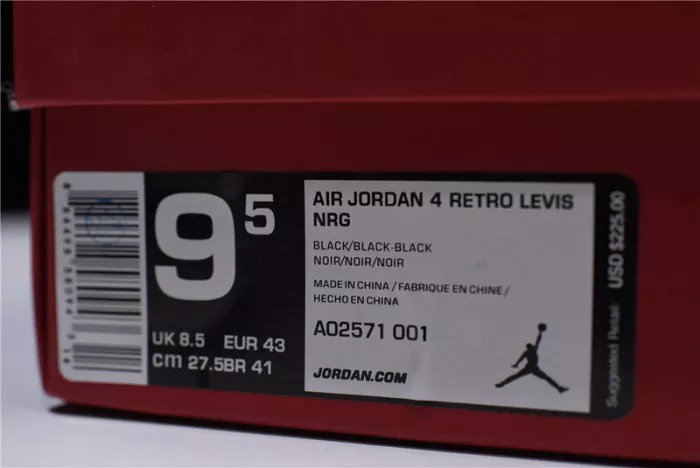 9 5
UK 8.5 EUR 43
cm 27.5BR 41
AIR JORDAN 4 RETRO LEVIS
NRG
BLACK/BLACK-BLACK
NOIR/NOIR/NOIR
MADE IN CHINA / FABRIQUE EN CHINE /
HECHO EN CHINA
AO2571 001
JORDAN.COM
Suggested Retail USD $225.00